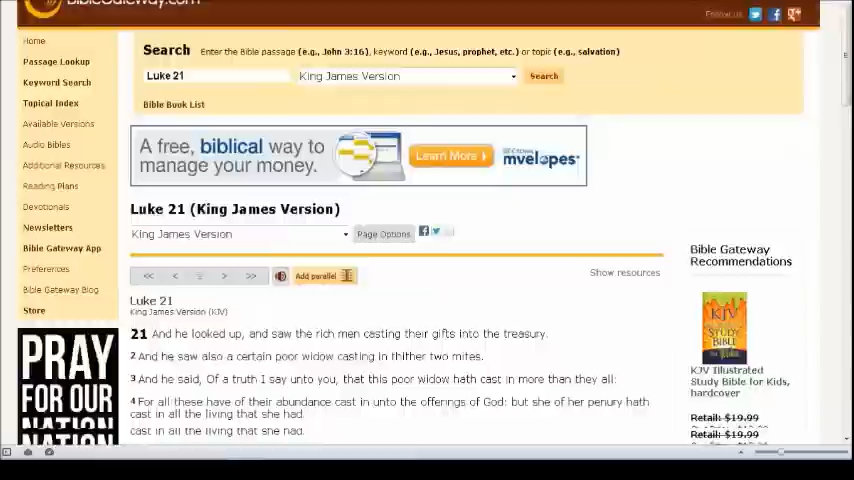 BibleGateway.com
Follow us
Home
Passage Lookup
Keyword Search
Topical Index
Available Versions
Audio Bibles
Additional Resources
Reading Plans
Devotionals
Newsletters
Bible Gateway App
Preferences
Bible Gateway Blog
Store
PRAY
FOR OUR
NATION
NATION
Search Enter the Bible passage (e.g., John 3:16), keyword (e.g., Jesus, prophet, etc.) or topic (e.g., salvation)
Luke 21 King James Version Search
Bible Book List
A free, biblical way to
manage your money.
Learn More
mvelopes
Luke 21 (King James Version)
King James Version Page Options
<< < > >> Add parallel Show resources
Luke 21
King James Version (KJV)
21 And he looked up, and saw the rich men casting their gifts into the treasury.
2 And he saw also a certain poor widow casting in thither two mites.
3 And he said, Of a truth I say unto you, that this poor widow hath cast in more than they all:
4 For all these have of their abundance cast in unto the offerings of God: but she of her penury hath
cast in all the living that she had.
cast in all the living that she had.
Bible Gateway
Recommendations
KJV
STUDY
BIBLE
KJV Illustrated
Study Bible for Kids,
hardcover
Retail: $19.99
Retail: $19.99